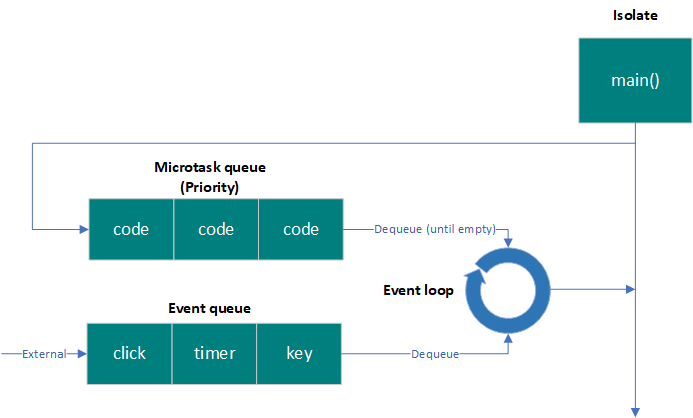 Isolate
main()
Microtask queue
(Priority)
code
code
code
Dequeue (until empty)
Event loop
Event queue
External
click
timer
key
Dequeue